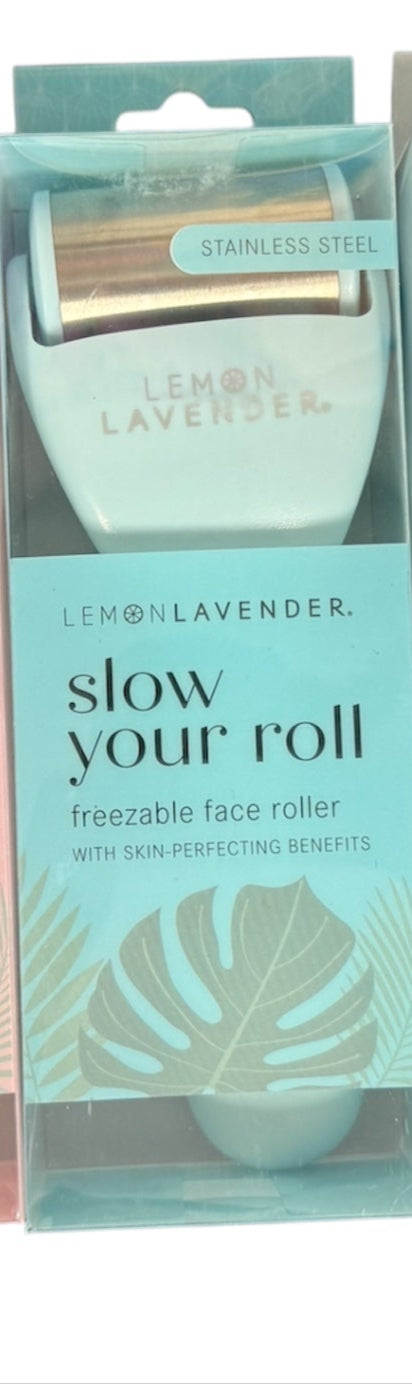 STAINLESS STEEL
LEMON
LAVENDER®
LEMONLAVENDER®
slow
your roll
freezable face roller
WITH SKIN-PERFECTING BENEFITS